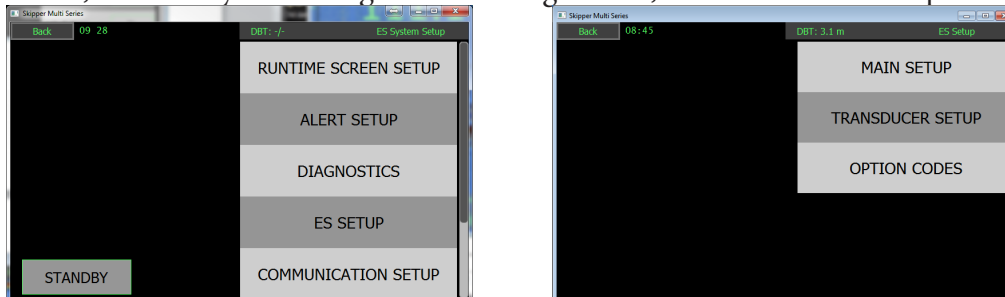 Skipper Multi Series
Back 09 28 DBT: -/- ES System Setup
RUNTIME SCREEN SETUP
ALERT SETUP
DIAGNOSTICS
ES SETUP
STANDBY
COMMUNICATION SETUP
Skipper Multi Series
Back 08:45 DBT: 3.1 m ES Setup
MAIN SETUP
TRANSDUCER SETUP
OPTION CODES